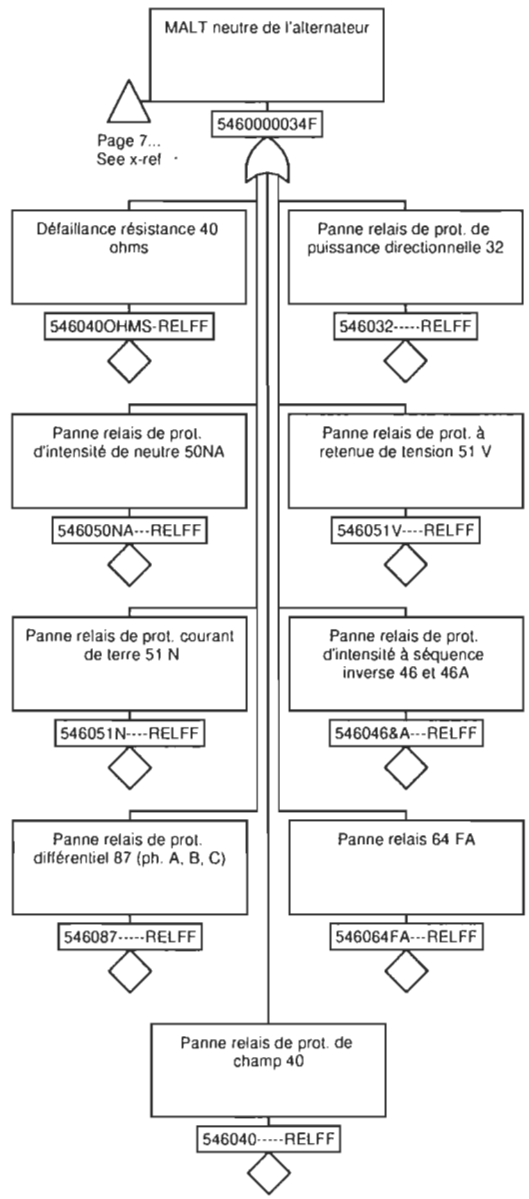 MALT neutre de l'alternateur
Page 7...
See x-ref
5460000034F
Défaillance résistance 40
ohms
546040OHMS-RELFF
Panne relais de prot. de
puissance directionnelle 32
546032-----RELFF
Panne relais de prot.
d'intensité de neutre 50NA
546050NA---RELFF
Panne relais de prot. à
retenue de tension 51 V
546051V----RELFF
Panne relais de prot. courant
de terre 51 N
546051N----RELFF
Panne relais de prot.
d'intensité à séquence
inverse 46 et 46A
546046&A---RELFF
Panne relais de prot.
différentiel 87 (ph. A, B, C)
546087-----RELFF
Panne relais 64 FA
546064FA---RELFF
Panne relais de prot. de
champ 40
546040-----RELFF